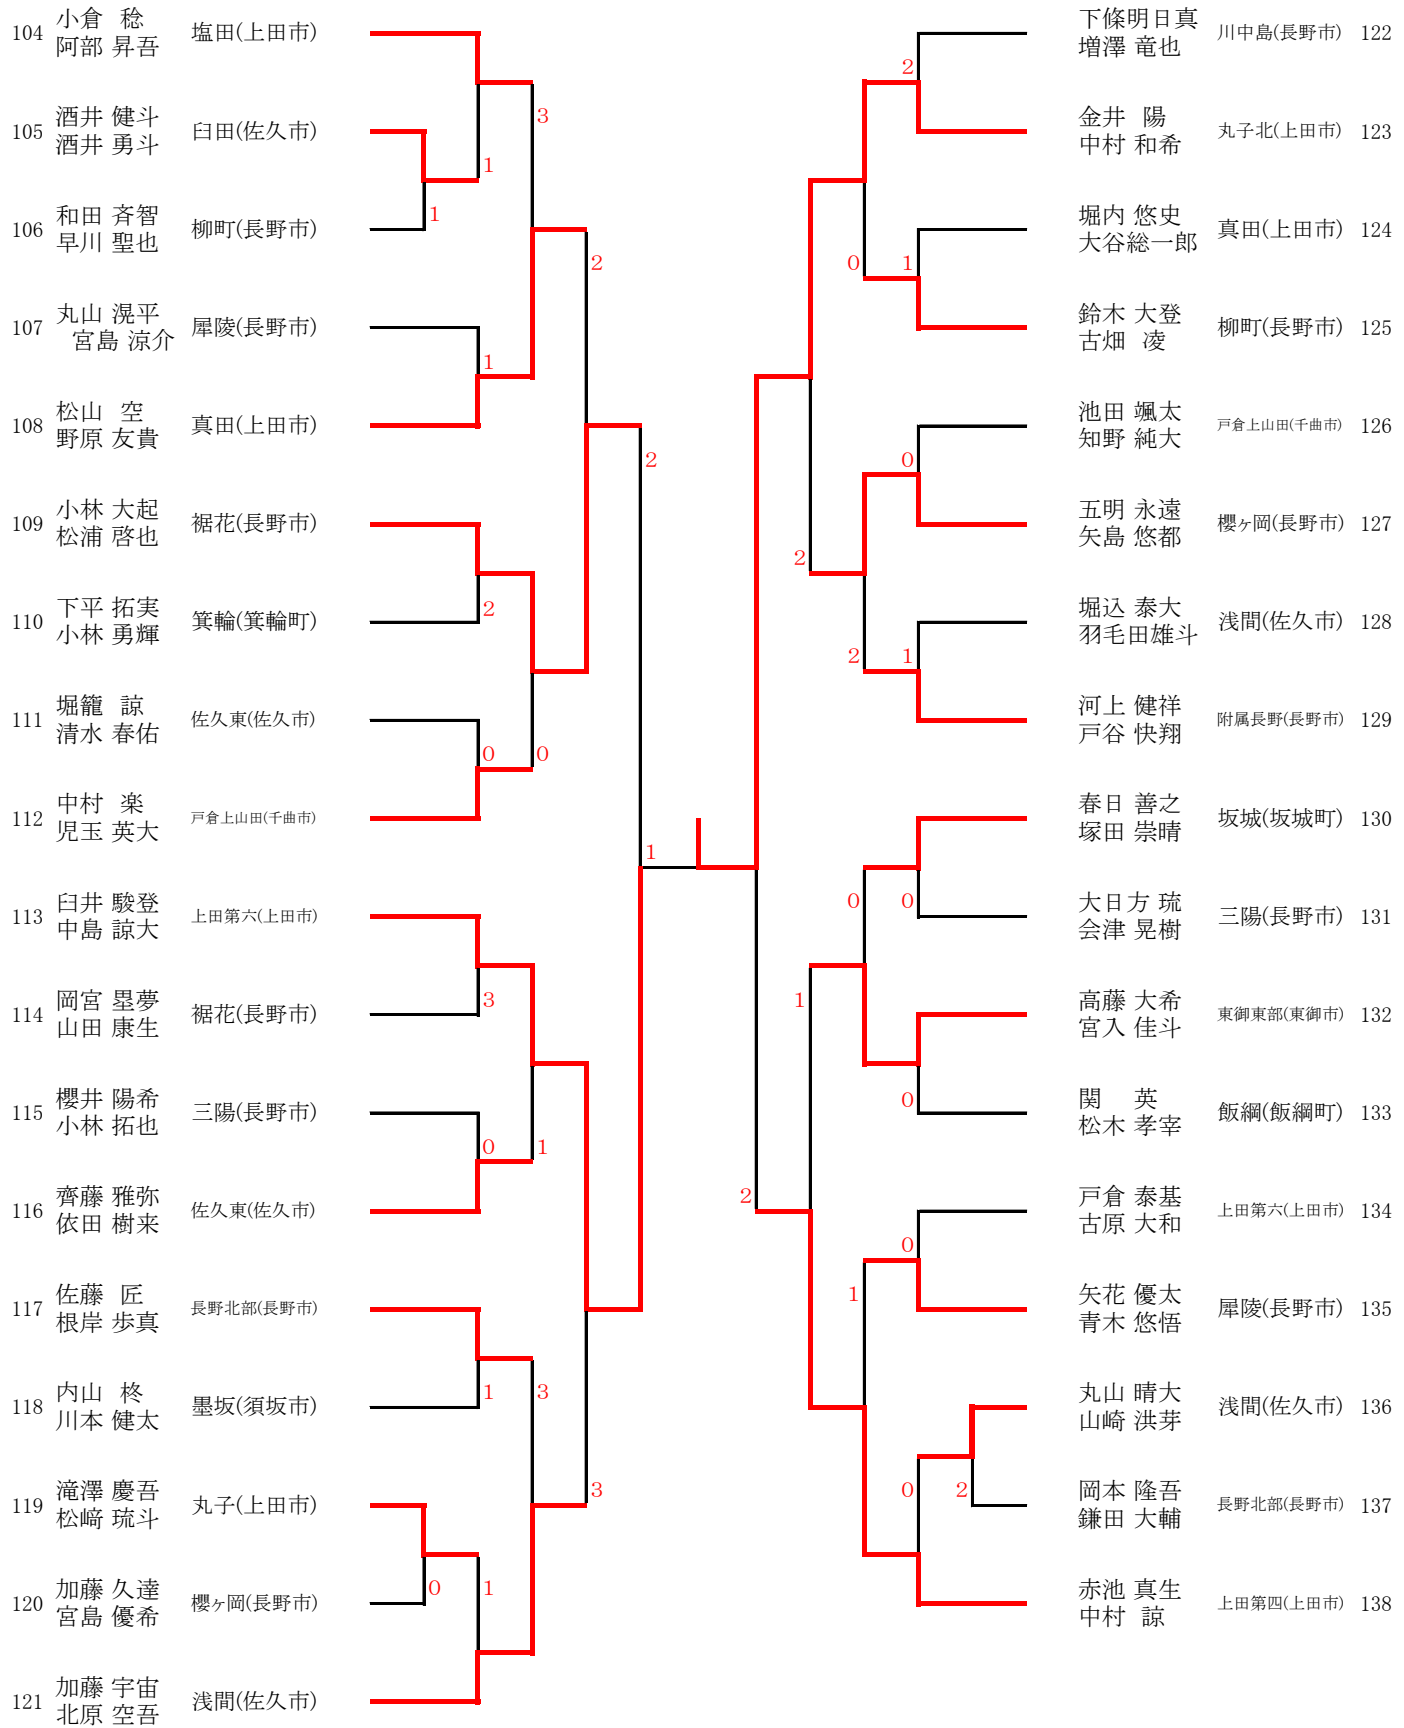 104 小倉 稔 塩田(上田市)
阿部 昇吾
105 酒井 健斗 臼田(佐久市)
酒井 勇斗
1
106 和田 斉智 柳町(長野市)
早川 聖也
1
3
107 丸山 滉平 犀陵(長野市)
宮島 涼介
1
108 松山 空 真田(上田市)
野原 友貴
2
109 小林 大起 裾花(長野市)
松浦 啓也
110 下平 拓実 箕輪(箕輪町)
小林 勇輝
2
111 堀籠 諒 佐久東(佐久市)
清水 春佑
0
0
112 中村 楽 戸倉上山田(千曲市)
児玉 英大
2
1
113 臼井 駿登 上田第六(上田市)
中島 諒大
114 岡宮 塁夢 裾花(長野市)
山田 康生
3
115 櫻井 陽希 三陽(長野市)
小林 拓也
0
1
116 齊藤 雅弥 佐久東(佐久市)
依田 樹来
117 佐藤 匠 長野北部(長野市)
根岸 歩真
118 内山 柊 墨坂(須坂市)
川本 健太
1
3
119 滝澤 慶吾 丸子(上田市)
松﨑 琉斗
3
120 加藤 久達 櫻ヶ岡(長野市)
宮島 優希
0
1
121 加藤 宇宙 浅間(佐久市)
北原 空吾
下條明日真 川中島(長野市) 122
増澤 竜也
2
金井 陽 丸子北(上田市) 123
中村 和希
堀内 悠史 真田(上田市) 124
大谷総一郎
0
1
鈴木 大登 柳町(長野市) 125
古畑 凌
池田 颯太 戸倉上山田(千曲市) 126
知野 純大
0
五明 永遠 櫻ヶ岡(長野市) 127
矢島 悠都
2
堀込 泰大 浅間(佐久市) 128
羽毛田雄斗
2
1
河上 健祥 附属長野(長野市) 129
戸谷 快翔
春日 善之 坂城(坂城町) 130
塚田 崇晴
0
0
大日方 琉 三陽(長野市) 131
会津 晃樹
1
高藤 大希 東御東部(東御市) 132
宮入 佳斗
0
関 英 飯綱(飯綱町) 133
松木 孝宰
2
戸倉 泰基 上田第六(上田市) 134
古原 大和
0
1
矢花 優太 犀陵(長野市) 135
青木 悠悟
丸山 晴大 浅間(佐久市) 136
山崎 洪芽
0
2
岡本 隆吾 長野北部(長野市) 137
鎌田 大輔
赤池 真生 上田第四(上田市) 138
中村 諒